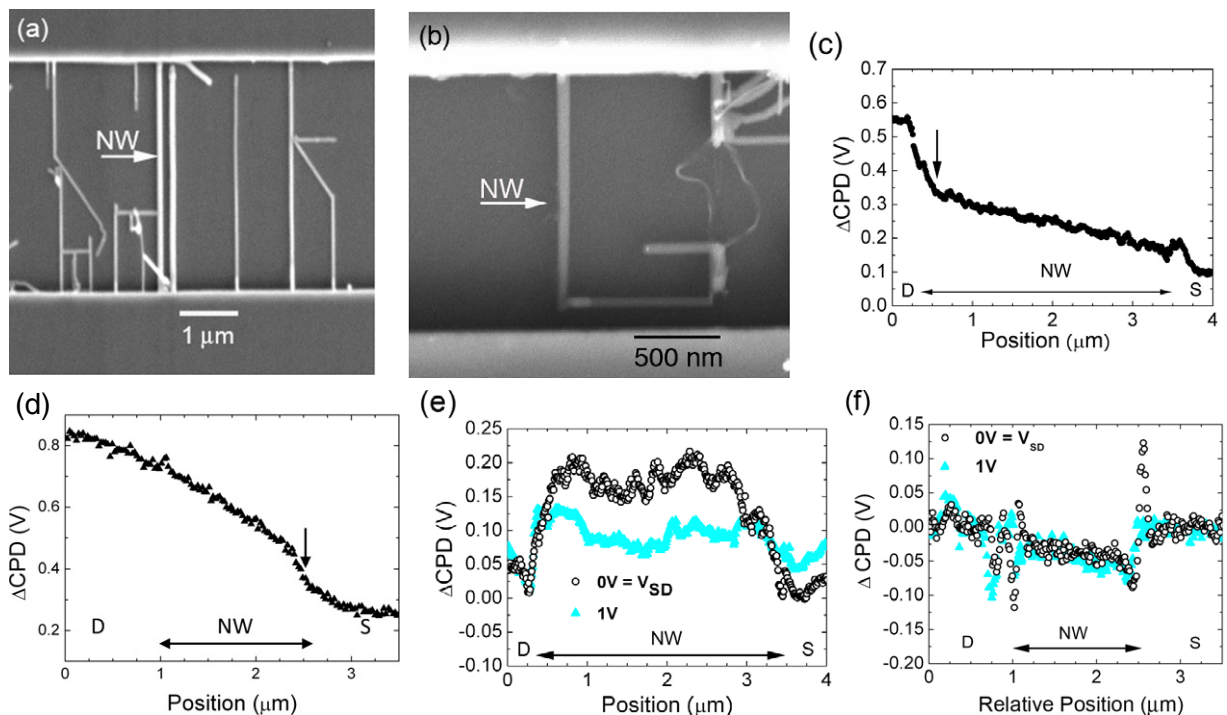 (a)
NW
1 μm
(b)
NW
500 nm
(c)
0.7
0.6
0.5
0.4
0.3
0.2
0.1
0.0
ΔCPD (V)
D NW S
0 1 2 3 4
Position (μm)
(d)
0.8
0.6
0.4
0.2
ΔCPD (V)
D NW S
0 1 2 3
Position (μm)
(e)
0.25
0.20
0.15
0.10
0.05
0.00
-0.05
-0.10
ΔCPD (V)
0V = VSD
1V
D NW S
0 1 2 3 4
Position (μm)
(f)
0.15
0.10
0.05
0.00
-0.05
-0.10
-0.15
-0.20
Δ CPD (V)
0V = VSD
1V
D NW S
0 1 2 3
Relative Position (μm)